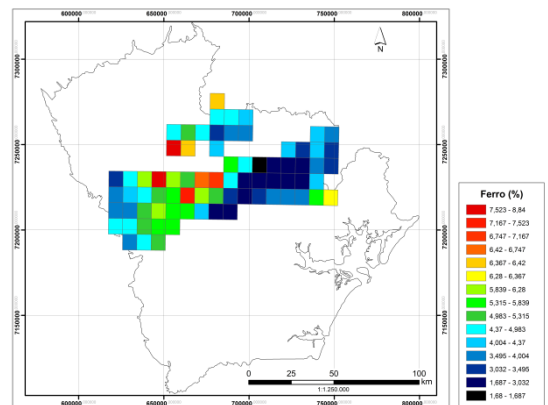 600000 650000 700000 750000 800000
N
7300000 7300000
7250000 7250000
7200000 7200000
7150000 7150000
0 25 50 100
km
1:1.250.000
600000 650000 700000 750000 800000
Ferro (%)
7,523 - 8,84
7,167 - 7,523
6,747 - 7,167
6,42 - 6,747
6,367 - 6,42
6,28 - 6,367
5,839 - 6,28
5,315 - 5,839
4,983 - 5,315
4,37 - 4,983
4,004 - 4,37
3,495 - 4,004
3,032 - 3,495
1,687 - 3,032
1,68 - 1,687